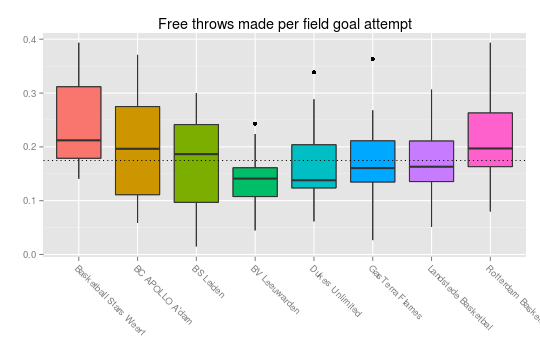 Free throws made per field goal attempt
0.4
0.3
0.2
0.1
0.0
Basketball Stars Weert
BC APOLLO A'dam
BS Leiden
BV Leeuwarden
Dukes Unlimited
GasTerra Flames
Landstede Basketbal
Rotterdam Basket